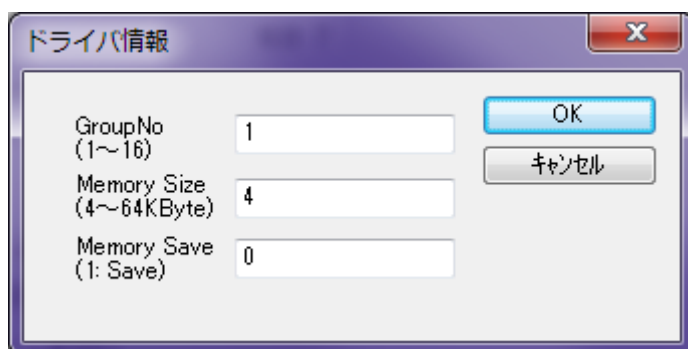 ドライバ情報
GroupNo
(1～16)
1
OK
Memory Size
(4～64KByte)
4
キャンセル
Memory Save
(1: Save)
0